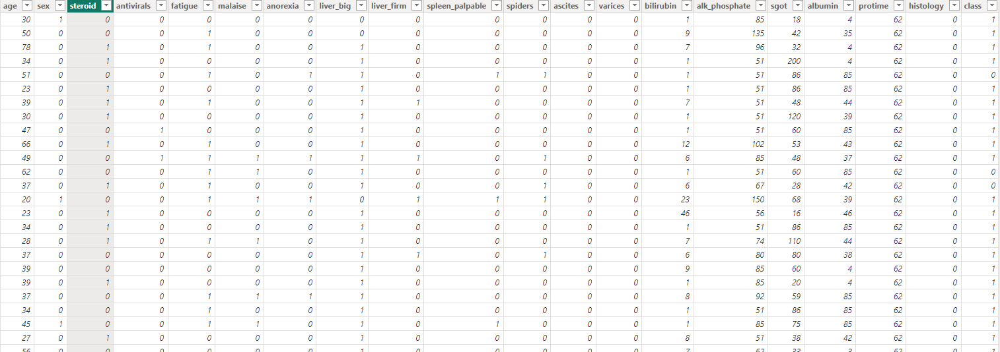 age sex steroid antivirals fatigue malaise anorexia liver_big liver_firm spleen_palpable spiders ascites varices bilirubin alk_phosphate sgot albumin protime histology class
30 1 0 0 0 0 0 0 0 0 0 0 0 1 85 18 4 62 0 1
50 0 0 0 1 0 0 0 0 0 0 0 0 9 135 42 35 62 0 1
78 0 1 0 1 0 0 1 0 0 0 0 0 7 96 32 4 62 0 1
34 0 1 0 0 0 0 1 0 0 0 0 0 1 51 200 4 62 0 1
51 0 0 0 1 0 1 1 0 1 1 0 0 1 51 86 85 62 0 0
23 0 1 0 0 0 0 1 0 0 0 0 0 1 51 86 85 62 0 1
39 0 1 0 1 0 0 1 1 0 0 0 0 7 51 48 44 62 0 1
30 0 1 0 0 0 0 1 0 0 0 0 0 1 51 120 39 62 0 1
47 0 0 1 0 0 0 1 0 0 0 0 0 1 51 60 85 62 0 1
66 0 1 0 1 0 0 1 0 0 0 0 0 12 102 53 43 62 0 1
49 0 0 1 1 1 1 1 1 0 1 0 0 6 85 48 37 62 0 1
62 0 0 0 1 1 0 1 0 0 0 0 0 1 51 60 85 62 0 0
37 0 1 0 1 0 0 1 0 0 1 0 0 6 67 28 42 62 0 0
20 1 0 0 1 1 1 0 1 1 1 0 0 23 150 68 39 62 0 1
23 0 1 0 0 0 0 1 0 0 0 0 0 46 56 16 46 62 0 1
34 0 1 0 0 0 0 1 0 0 0 0 0 1 51 86 85 62 0 1
28 0 1 0 1 1 0 1 0 0 0 0 0 7 74 110 44 62 0 1
37 0 0 0 0 0 0 1 1 0 1 0 0 6 80 80 38 62 0 1
39 0 0 0 0 0 0 1 0 0 0 0 0 9 85 60 4 62 0 1
39 0 1 0 0 0 0 1 0 0 0 0 0 1 85 20 4 62 0 1
37 0 0 0 1 1 1 1 0 0 0 0 0 8 92 59 85 62 0 1
34 0 0 0 1 0 0 1 0 0 0 0 0 1 51 86 85 62 0 1
45 1 0 0 1 1 0 1 0 1 0 0 0 1 85 75 85 62 0 1
27 0 1 0 0 0 0 1 0 0 0 0 0 8 51 38 42 62 0 1